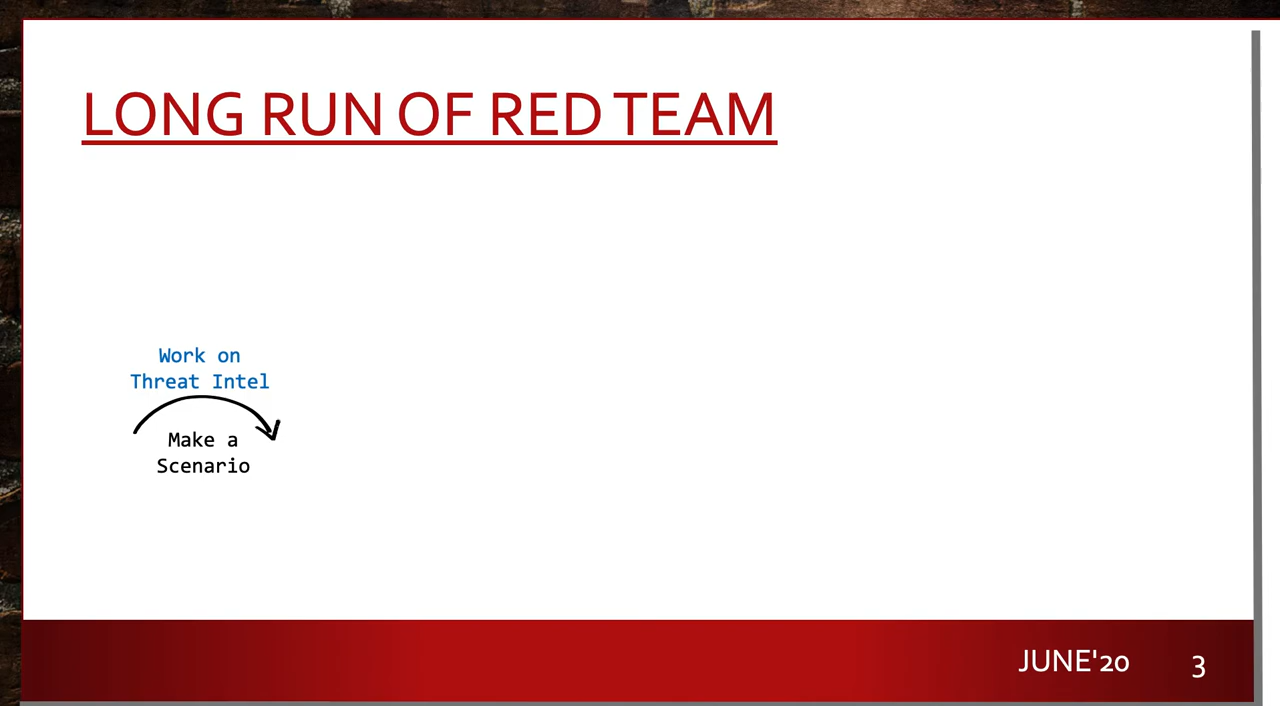 LONG RUN OF RED TEAM
Work on
Threat Intel
Make a
Scenario
JUNE'20
3